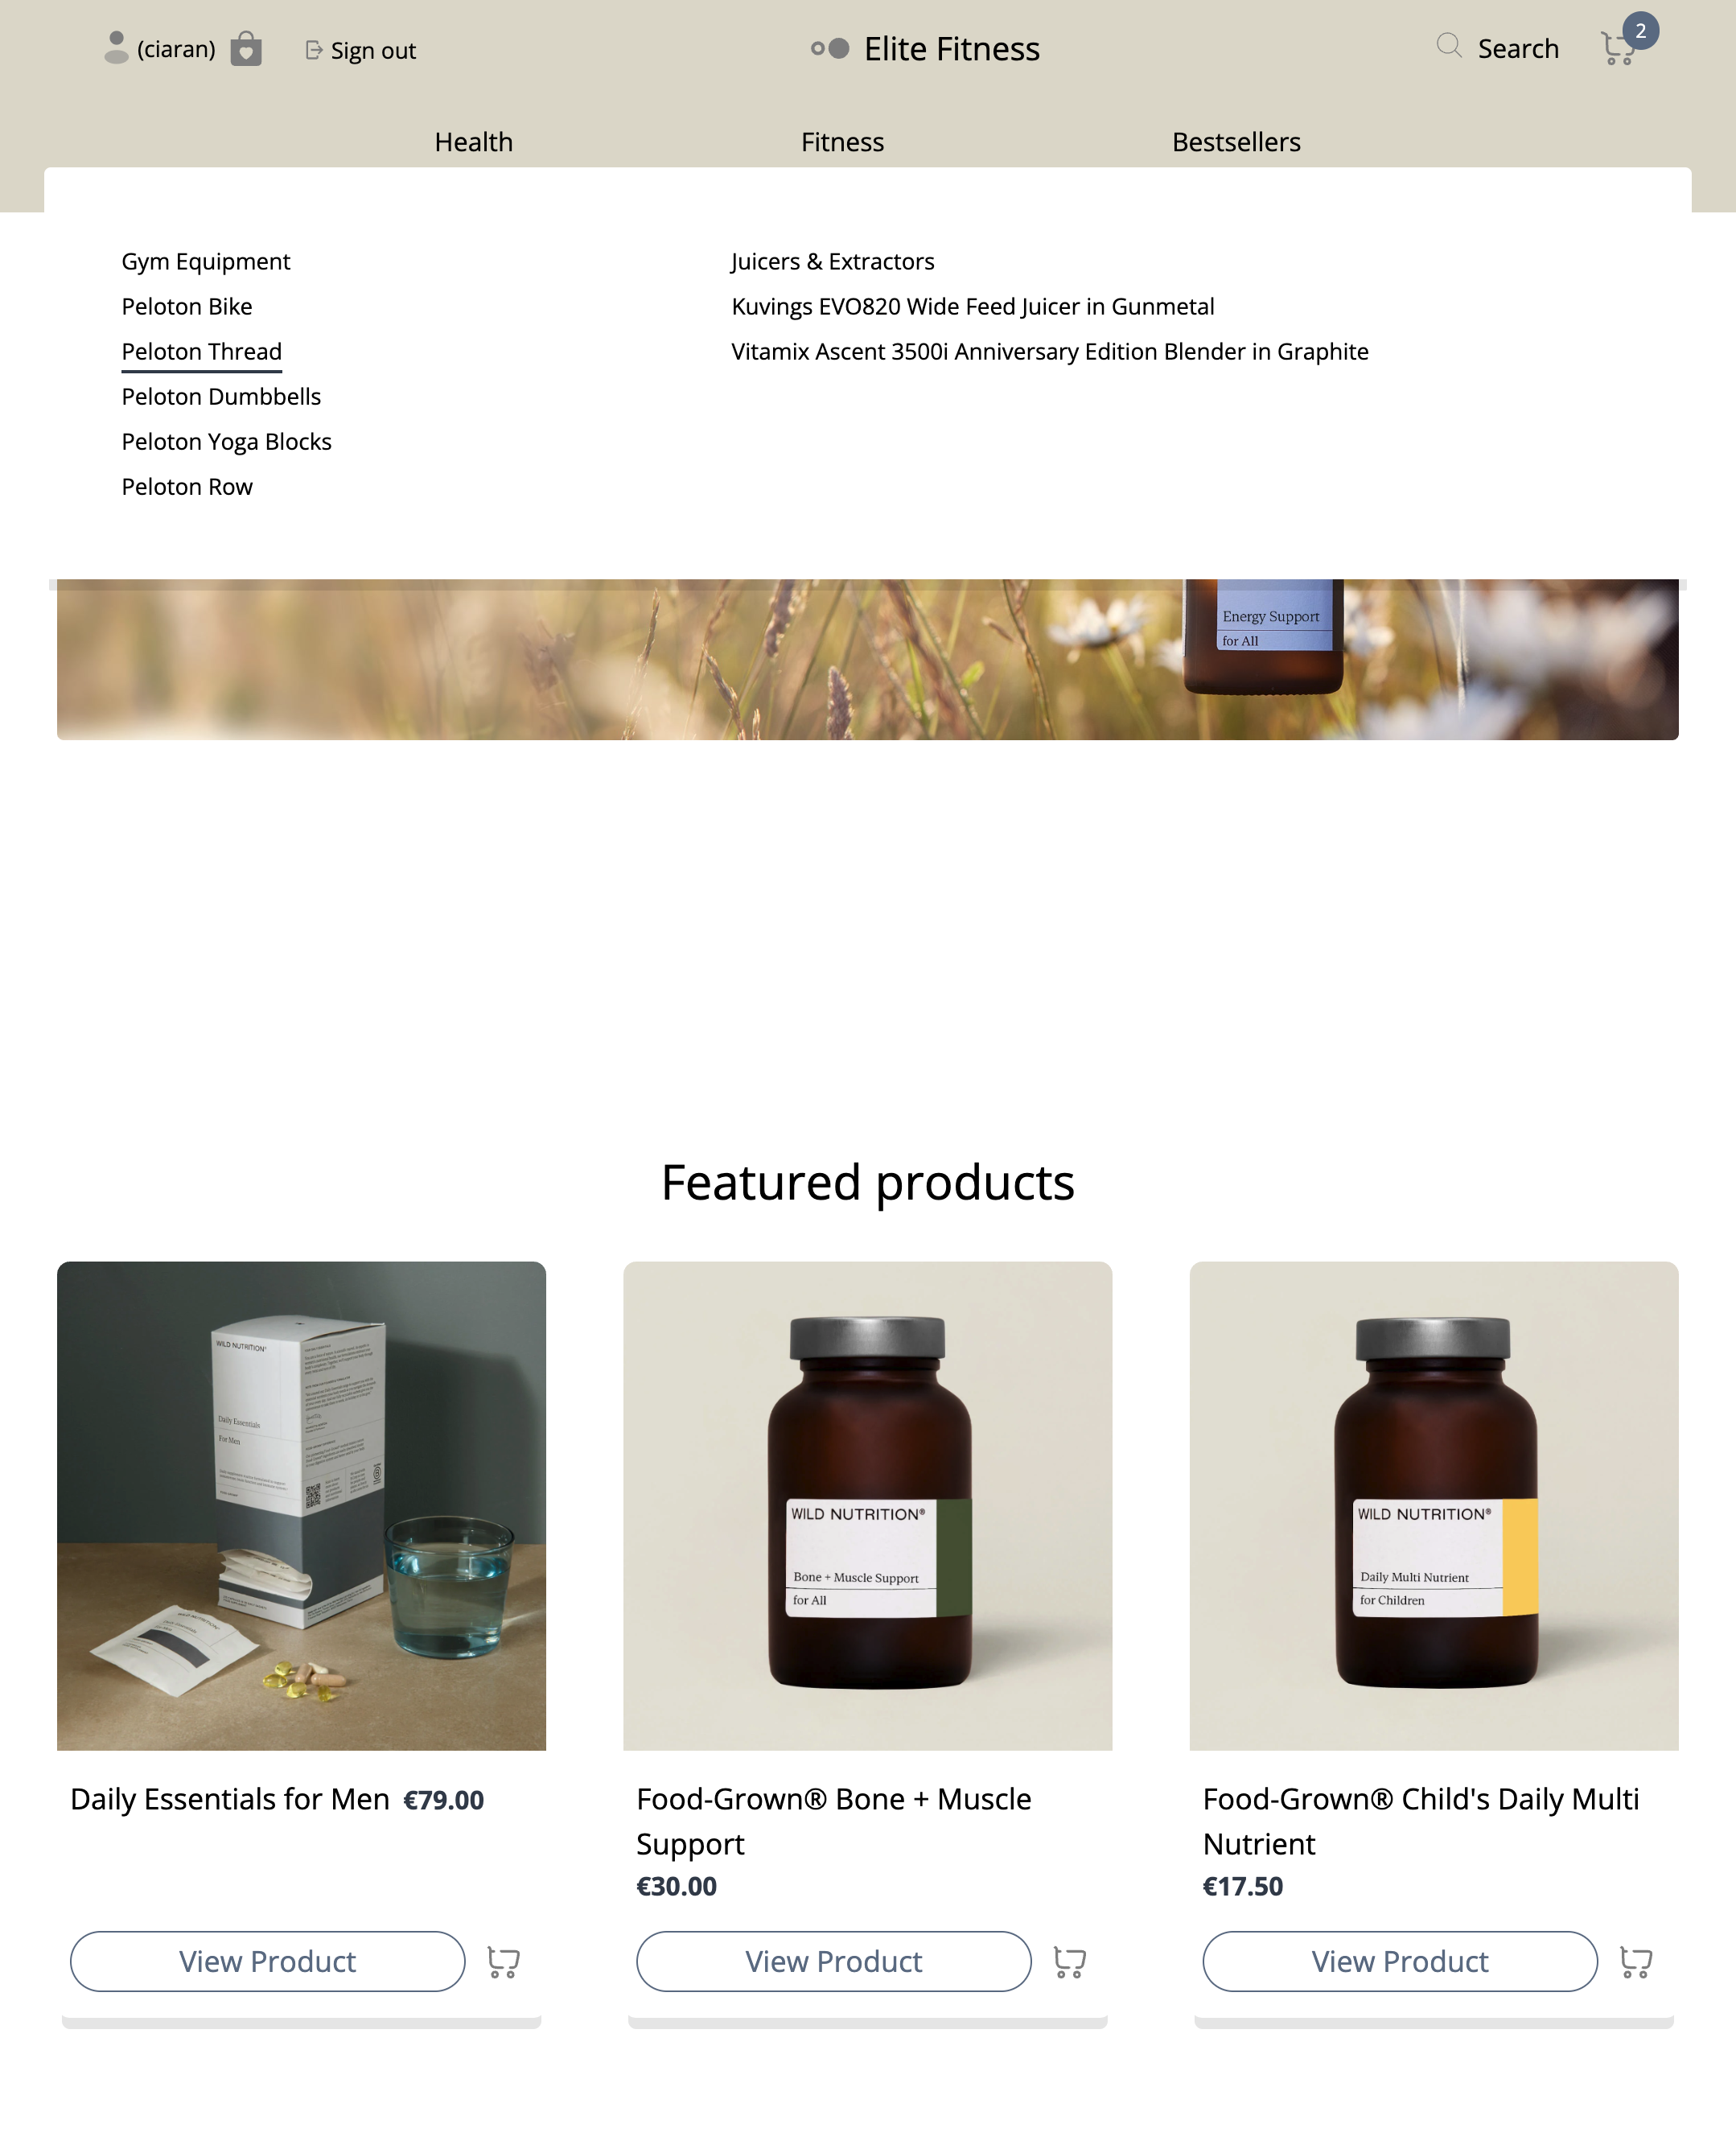 (ciaran)
Sign out
Elite Fitness
Search
2
Health
Fitness
Bestsellers
Gym Equipment
Peloton Bike
Peloton Thread
Peloton Dumbbells
Peloton Yoga Blocks
Peloton Row
Juicers & Extractors
Kuvings EVO820 Wide Feed Juicer in Gunmetal
Vitamix Ascent 3500i Anniversary Edition Blender in Graphite
Energy Support
for All
Featured products
WILD NUTRITION®
Daily Essentials
For Men
WILD NUTRITION®
Bone + Muscle Support
for All
WILD NUTRITION®
Daily Multi Nutrient
for Children
Daily Essentials for Men €79.00
Food-Grown® Bone + Muscle
Support
€30.00
Food-Grown® Child's Daily Multi
Nutrient
€17.50
View Product
View Product
View Product